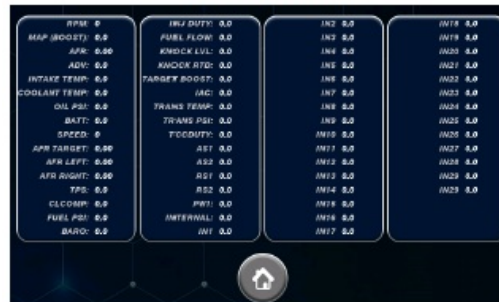 RPM: 0
MAP (BOOST): 0.0
AFR: 0.00
ADV: 0.0
INTAKE TEMP: 0.0
COOLANT TEMP: 0.0
OIL PSI: 0.0
BATT: 0.0
SPEED: 0
AFR TARGET: 0.00
AFR LEFT: 0.00
AFR RIGHT: 0.00
TPS: 0.0
CLCOMP: 0.0
FUEL PSI: 0.0
BARO: 0.0
INJ DUTY: 0.0
FUEL FLOW: 0.0
KNOCK LVL: 0.0
KNOCK RTD: 0.0
TARGET BOOST: 0.0
IAC: 0.0
TRANS TEMP: 0.0
TRANS PSI: 0.0
TCCDUTY: 0.0
AS1 0.0
AS2 0.0
RS1 0.0
RS2 0.0
PW1: 0.0
INTERNAL: 0.0
IN1 0.0
IN2 0.0
IN3 0.0
IN4 0.0
IN5 0.0
IN6 0.0
IN7 0.0
IN8 0.0
IN9 0.0
IN10 0.0
IN11 0.0
IN12 0.0
IN13 0.0
IN14 0.0
IN15 0.0
IN16 0.0
IN17 0.0
IN18 0.0
IN19 0.0
IN20 0.0
IN21 0.0
IN22 0.0
IN23 0.0
IN24 0.0
IN25 0.0
IN26 0.0
IN27 0.0
IN28 0.0
IN29 0.0
IN29 0.0